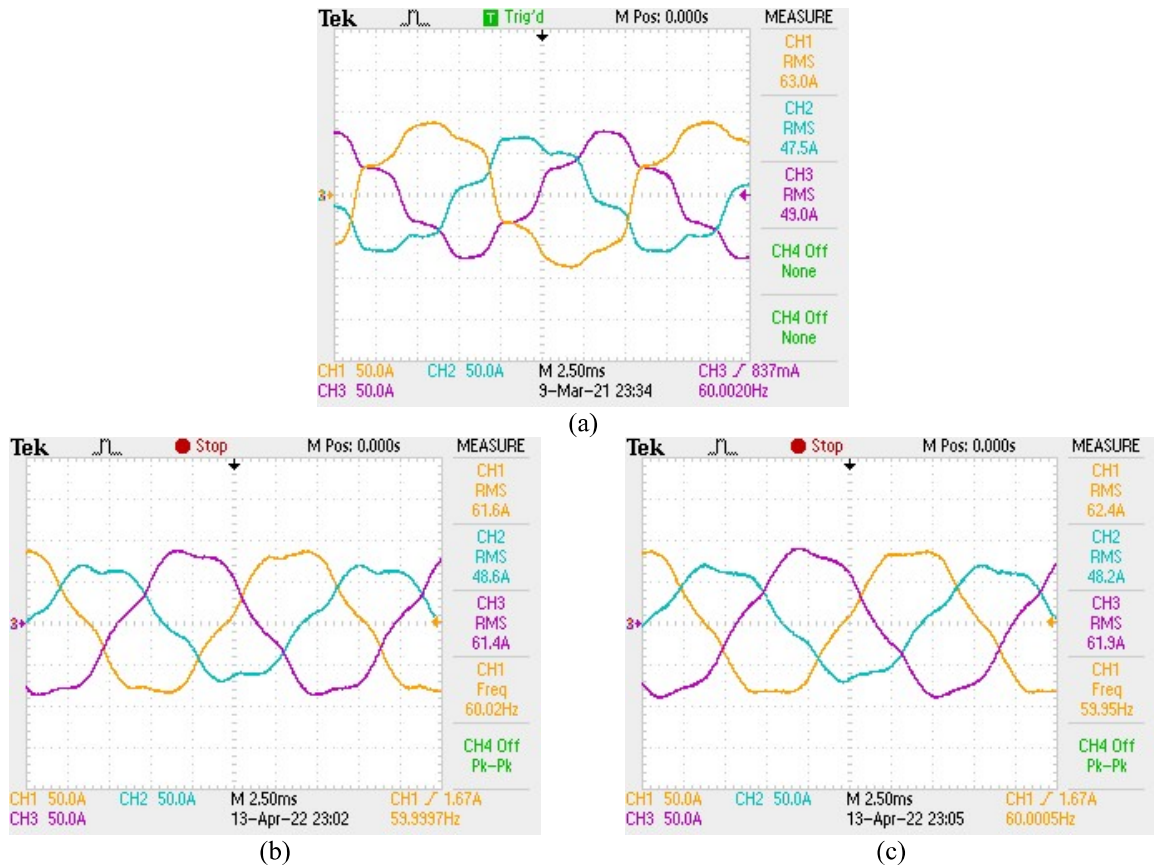 Tek T Trig'd M Pos: 0.000s MEASURE
CH1
RMS
63.0A
CH2
RMS
47.5A
CH3
RMS
49.0A
3
CH4 Off
None
CH4 Off
None
CH1 50.0A CH2 50.0A M 2.50ms CH3 837mA
CH3 50.0A 9-Mar-21 23:34 60.0020Hz
(a)
Tek Stop M Pos: 0.000s MEASURE
CH1
RMS
61.6A
CH2
RMS
48.6A
CH3
RMS
61.4A
3
CH1
Freq
60.02Hz
CH4 Off
Pk-Pk
CH1 50.0A CH2 50.0A M 2.50ms CH1 1.67A
CH3 50.0A 13-Apr-22 23:02 59.9997Hz
(b)
Tek Stop M Pos: 0.000s MEASURE
CH1
RMS
62.4A
CH2
RMS
48.2A
CH3
RMS
61.9A
3
CH1
Freq
59.95Hz
CH4 Off
Pk-Pk
CH1 50.0A CH2 50.0A M 2.50ms CH1 1.67A
CH3 50.0A 13-Apr-22 23:05 60.0005Hz
(c)